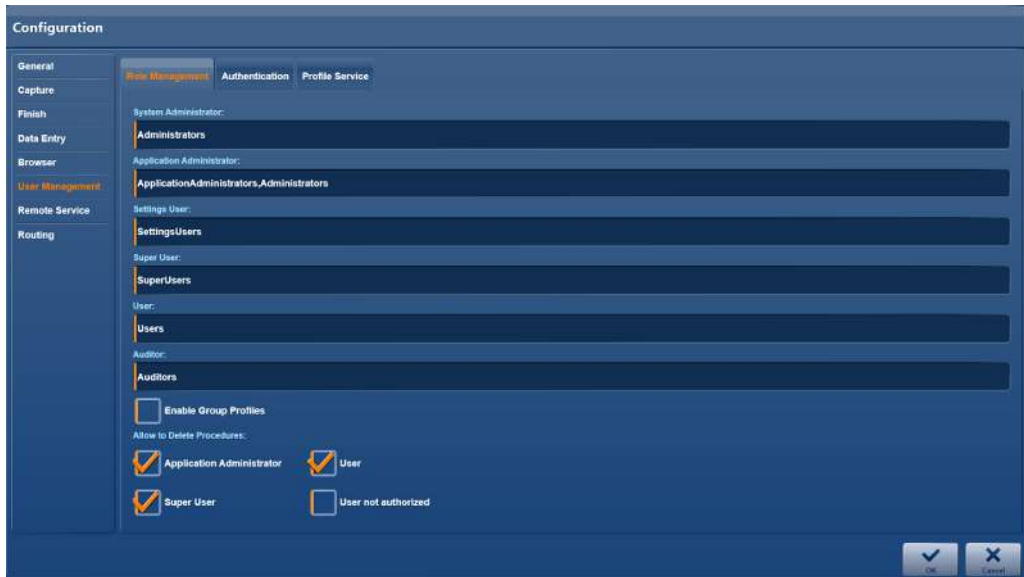 Configuration
General
Capture
Finish
Data Entry
Browser
User Management
Remote Service
Routing
Role Management Authentication Profile Service
System Administrator:
Administrators
Application Administrator:
ApplicationAdministrators,Administrators
Settings User:
SettingsUsers
Super User:
SuperUsers
User:
Users
Auditor:
Auditors
Enable Group Profiles
Allow to Delete Procedures:
Application Administrator User
Super User User not authorized
OK Cancel